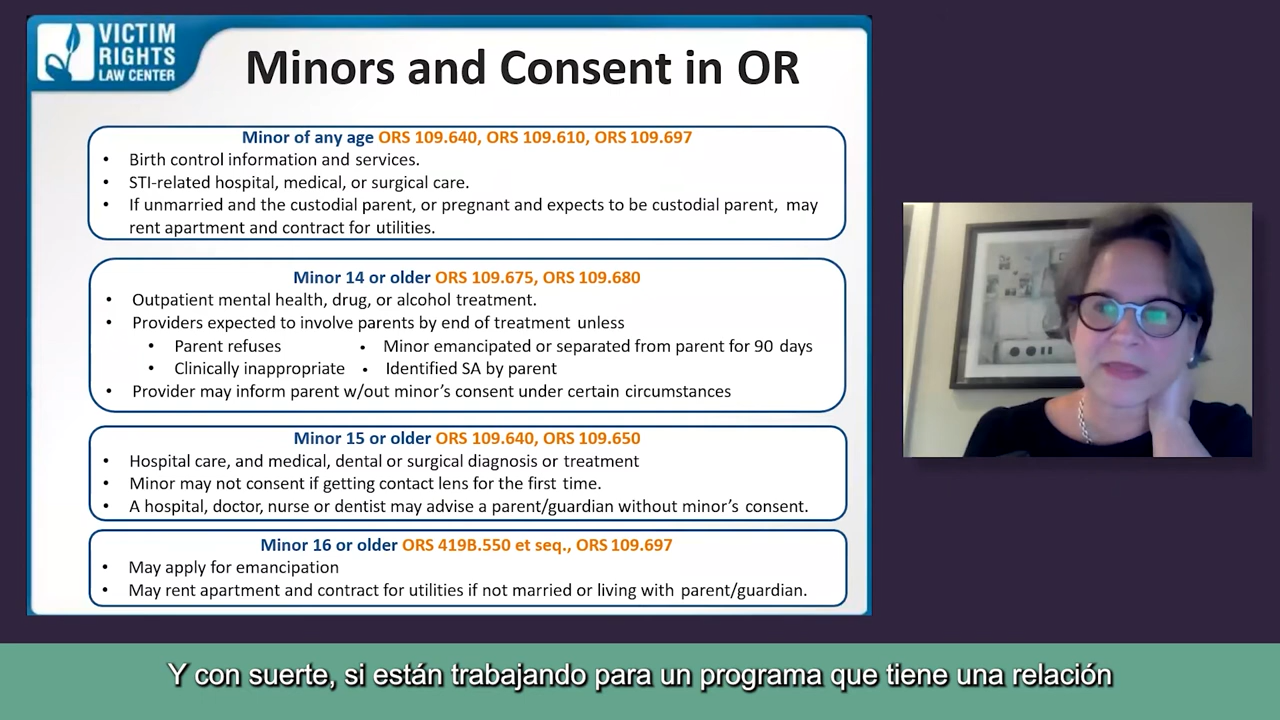 VICTIM
RIGHTS
LAW CENTER
Minors and Consent in OR
Minor of any age ORS 109.640, ORS 109.610, ORS 109.697
• Birth control information and services.
• STI-related hospital, medical, or surgical care.
• If unmarried and the custodial parent, or pregnant and expects to be custodial parent, may
rent apartment and contract for utilities.
Minor 14 or older ORS 109.675, ORS 109.680
• Outpatient mental health, drug, or alcohol treatment.
• Providers expected to involve parents by end of treatment unless
• Parent refuses • Minor emancipated or separated from parent for 90 days
• Clinically inappropriate • Identified SA by parent
• Provider may inform parent w/out minor’s consent under certain circumstances
Minor 15 or older ORS 109.640, ORS 109.650
• Hospital care, and medical, dental or surgical diagnosis or treatment
• Minor may not consent if getting contact lens for the first time.
• A hospital, doctor, nurse or dentist may advise a parent/guardian without minor’s consent.
Minor 16 or older ORS 419B.550 et seq., ORS 109.697
• May apply for emancipation
• May rent apartment and contract for utilities if not married or living with parent/guardian.
Y con suerte, si están trabajando para un programa que tiene una relación